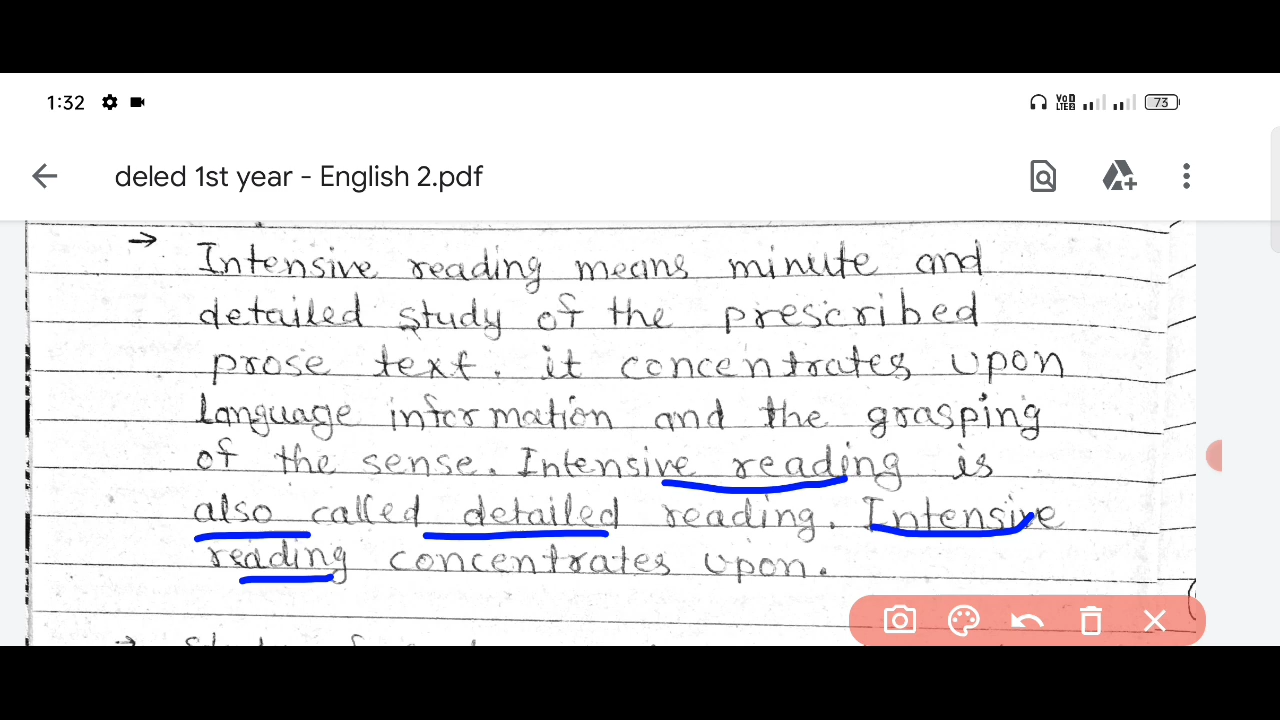 1:32
VoD LTE2
73
deled 1st year - English 2.pdf
→ Intensive reading means minute and
detailed study of the prescribed
prose text. it concentrates upon
language information and the grasping
of the sense. Intensive reading is
also called detailed reading. Intensive
reading concentrates upon.